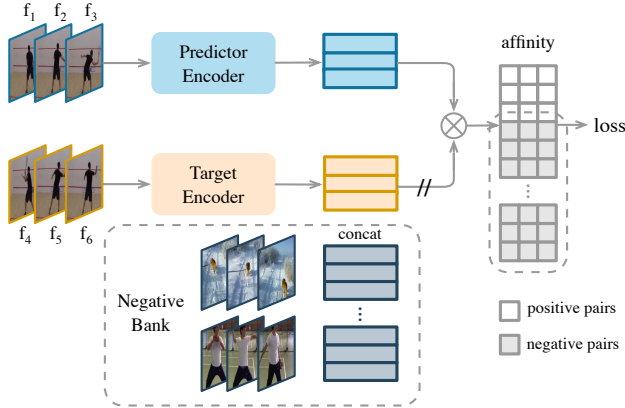 f1 f2 f3
Predictor
Encoder
affinity
loss
Target
Encoder
//
f4 f5 f6
concat
Negative
Bank
positive pairs
negative pairs